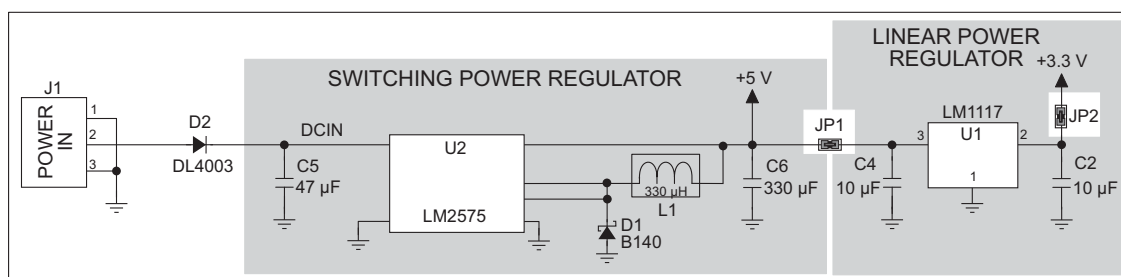 LINEAR POWER
REGULATOR
SWITCHING POWER REGULATOR
+3.3 V
+5 V
J1
POWER
IN
1
2
3
D2
DL4003
DCIN
C5
47 µF
U2
LM2575
330 µH
L1
D1
B140
C6
330 µF
JP1
C4
10 µF
LM1117
U1
3
2
1
JP2
C2
10 µF